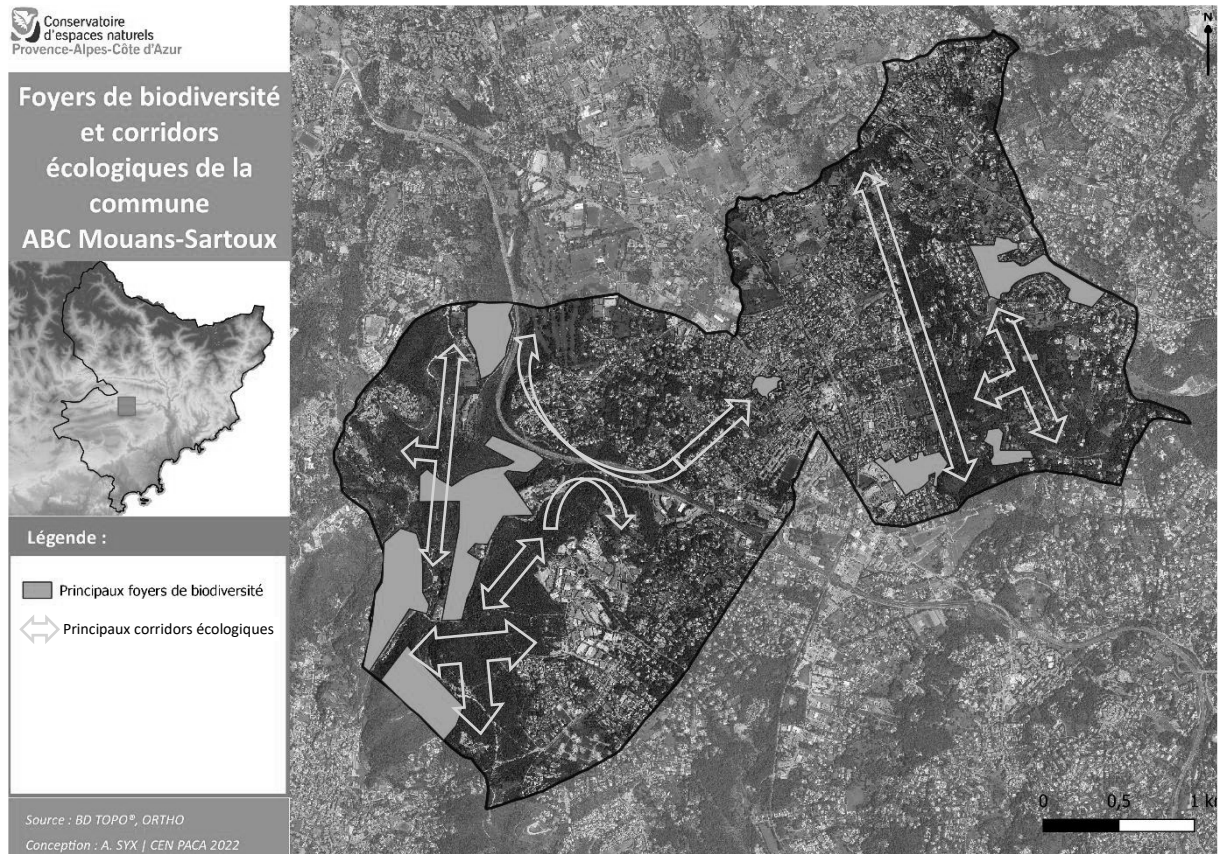 Conservatoire
d'espaces naturels
Provence-Alpes-Côte d'Azur
N
Foyers de biodiversité
et corridors
écologiques de la
commune
ABC Mouans-Sartoux
Légende :
Principaux foyers de biodiversité
Principaux corridors écologiques
0 0,5 1 km
Source : BD TOPO®, ORTHO
Conception : A. SYX | CEN PACA 2022